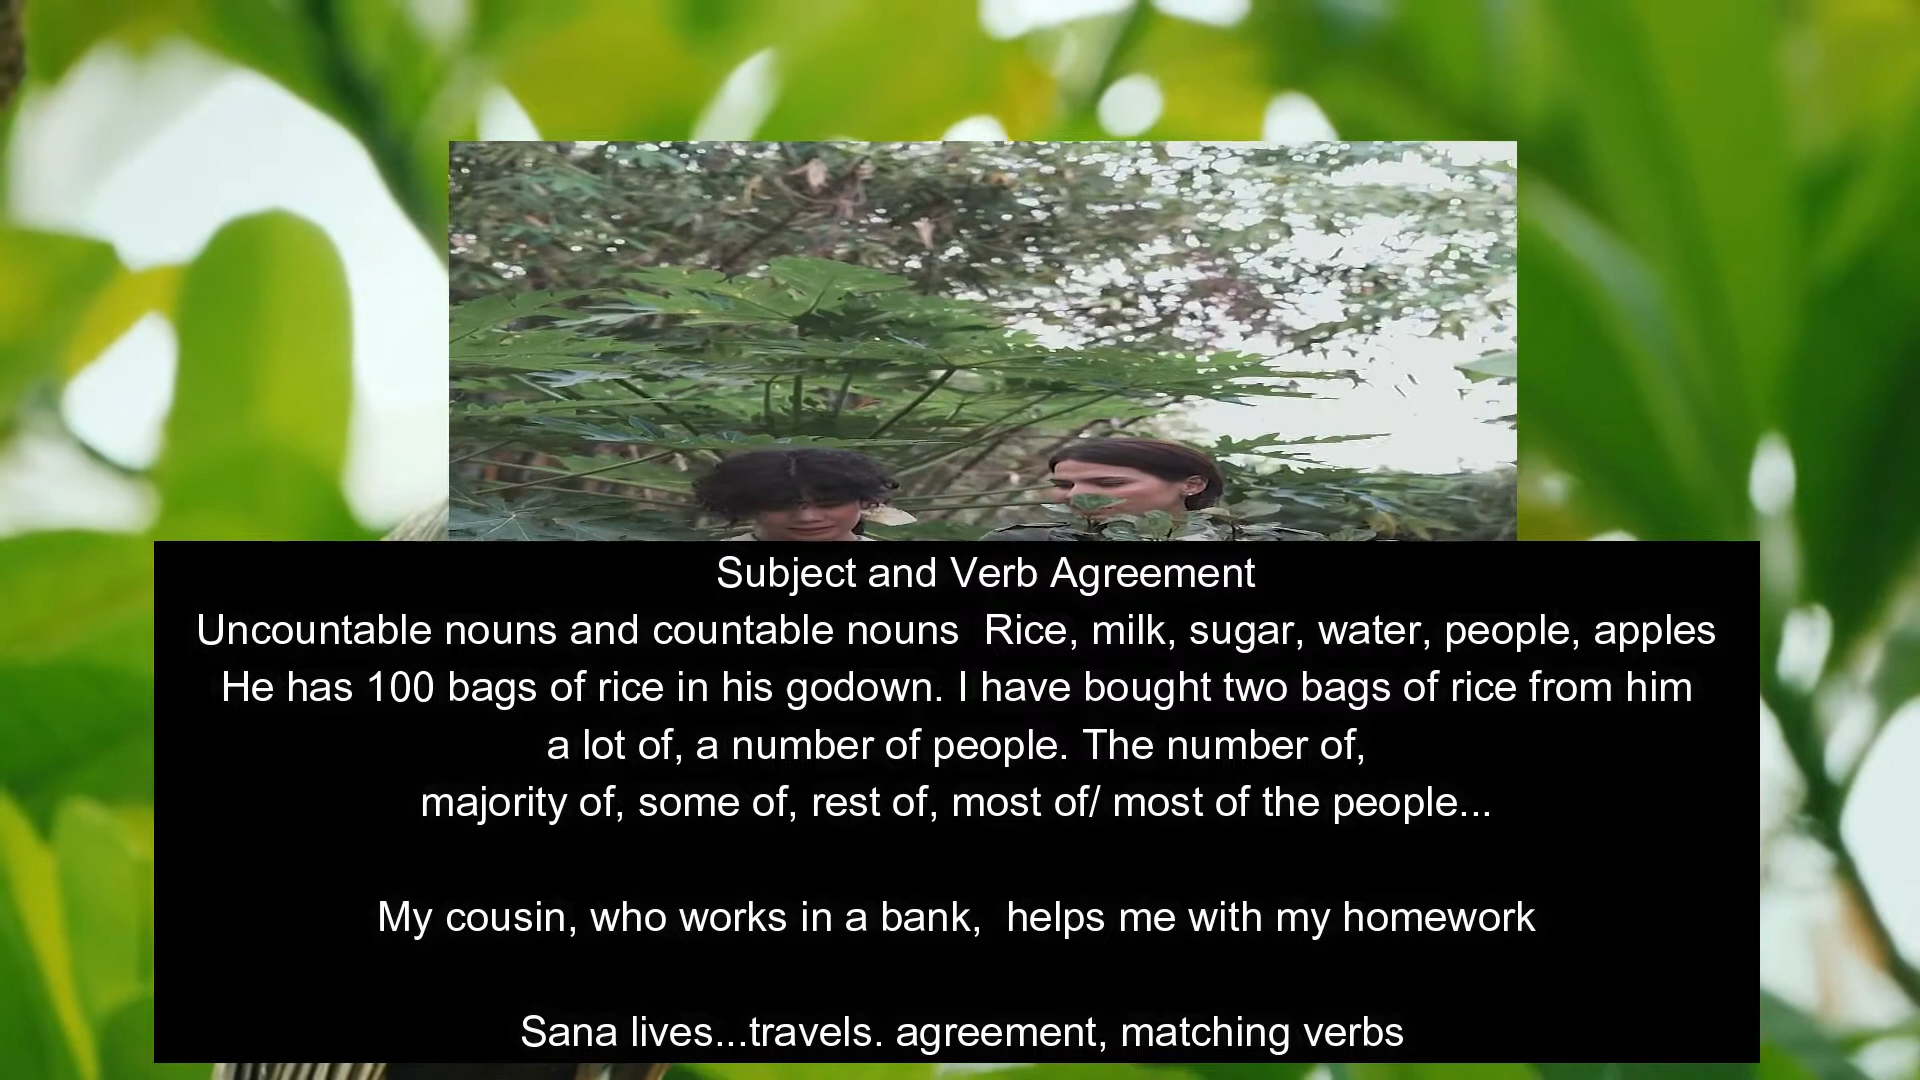 Subject and Verb Agreement
Uncountable nouns and countable nouns  Rice, milk, sugar, water, people, apples
He has 100 bags of rice in his godown. I have bought two bags of rice from him
a lot of, a number of people. The number of,
majority of, some of, rest of, most of/ most of the people...
My cousin, who works in a bank,  helps me with my homework
Sana lives...travels. agreement, matching verbs